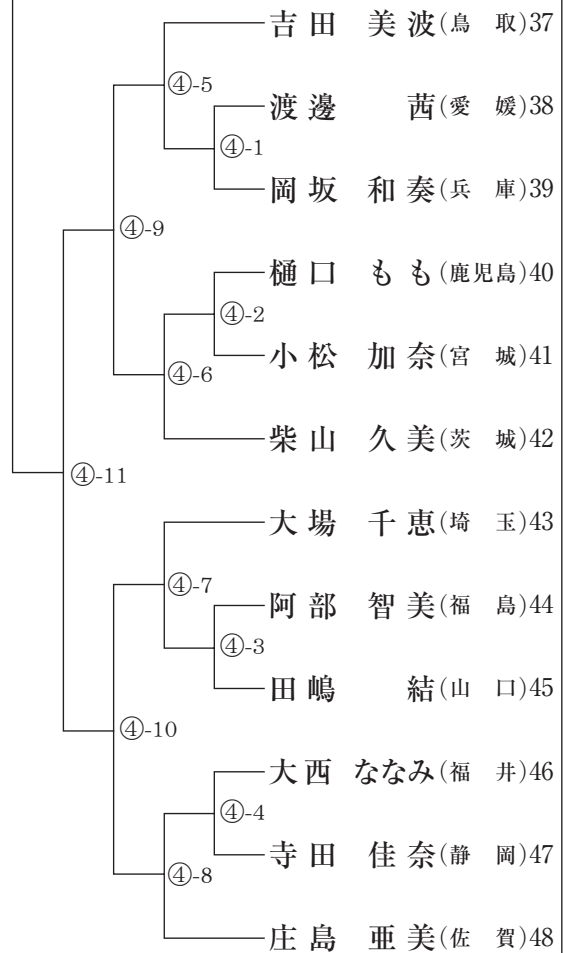 吉田 美波(鳥 取)37
④-5
渡邊 茜(愛 媛)38
④-1
岡坂 和奏(兵 庫)39
④-9
樋口 もも(鹿児島)40
④-2
小松 加奈(宮 城)41
④-6
柴山 久美(茨 城)42
④-11
大場 千恵(埼 玉)43
④-7
阿部 智美(福 島)44
④-3
田嶋 結(山 口)45
④-10
大西 ななみ(福 井)46
④-4
寺田 佳奈(静 岡)47
④-8
庄島 亜美(佐 賀)48